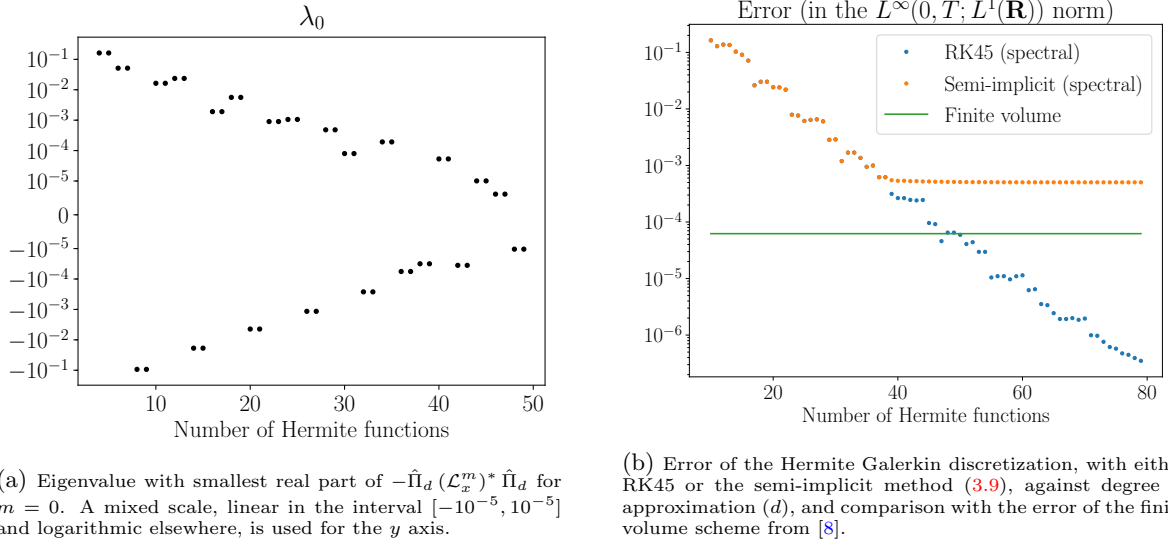 λ₀
10⁻¹
10⁻²
10⁻³
10⁻⁴
10⁻⁵
0
−10⁻⁵
−10⁻⁴
−10⁻³
−10⁻²
−10⁻¹
10 20 30 40 50
Number of Hermite functions
(a) Eigenvalue with smallest real part of −Π̂_d (ℒ_x^m)* Π̂_d for
m = 0. A mixed scale, linear in the interval [−10⁻⁵, 10⁻⁵]
and logarithmic elsewhere, is used for the y axis.
Error (in the L^∞(0, T; L¹(R)) norm)
RK45 (spectral)
Semi-implicit (spectral)
Finite volume
10⁻¹
10⁻²
10⁻³
10⁻⁴
10⁻⁵
10⁻⁶
20 40 60 80
Number of Hermite functions
(b) Error of the Hermite Galerkin discretization, with eith
RK45 or the semi-implicit method (3.9), against degree
approximation (d), and comparison with the error of the fini
volume scheme from [8].